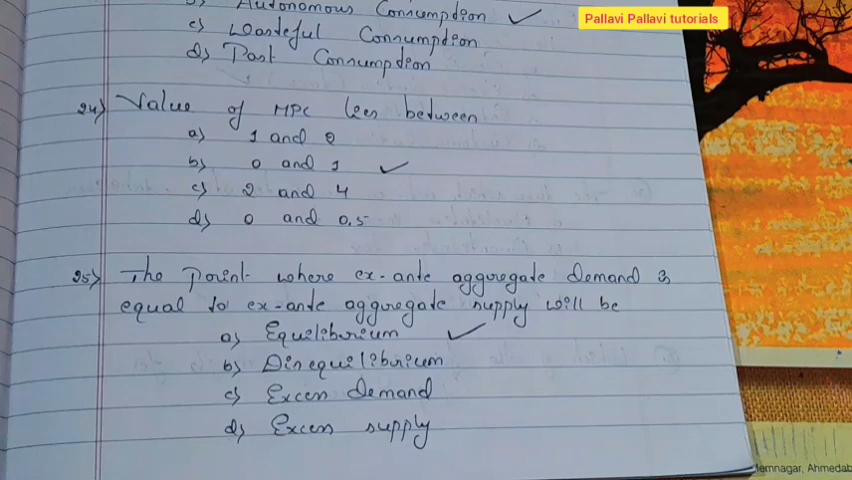 Autonomous Consumption ✓
c) Wasteful Consumption
d) Past Consumption
Pallavi Pallavi tutorials
24) Value of MPC lies between
a) 1 and 2
b) 0 and 1 ✓
c) 2 and 4
d) 0 and 0.5
25) The Point where ex-ante aggregate demand is
equal to ex-ante aggregate supply will be
a) Equilibrium ✓
b) Disequilibrium
c) Excess Demand
d) Excess supply
Memnagar, Ahmedab